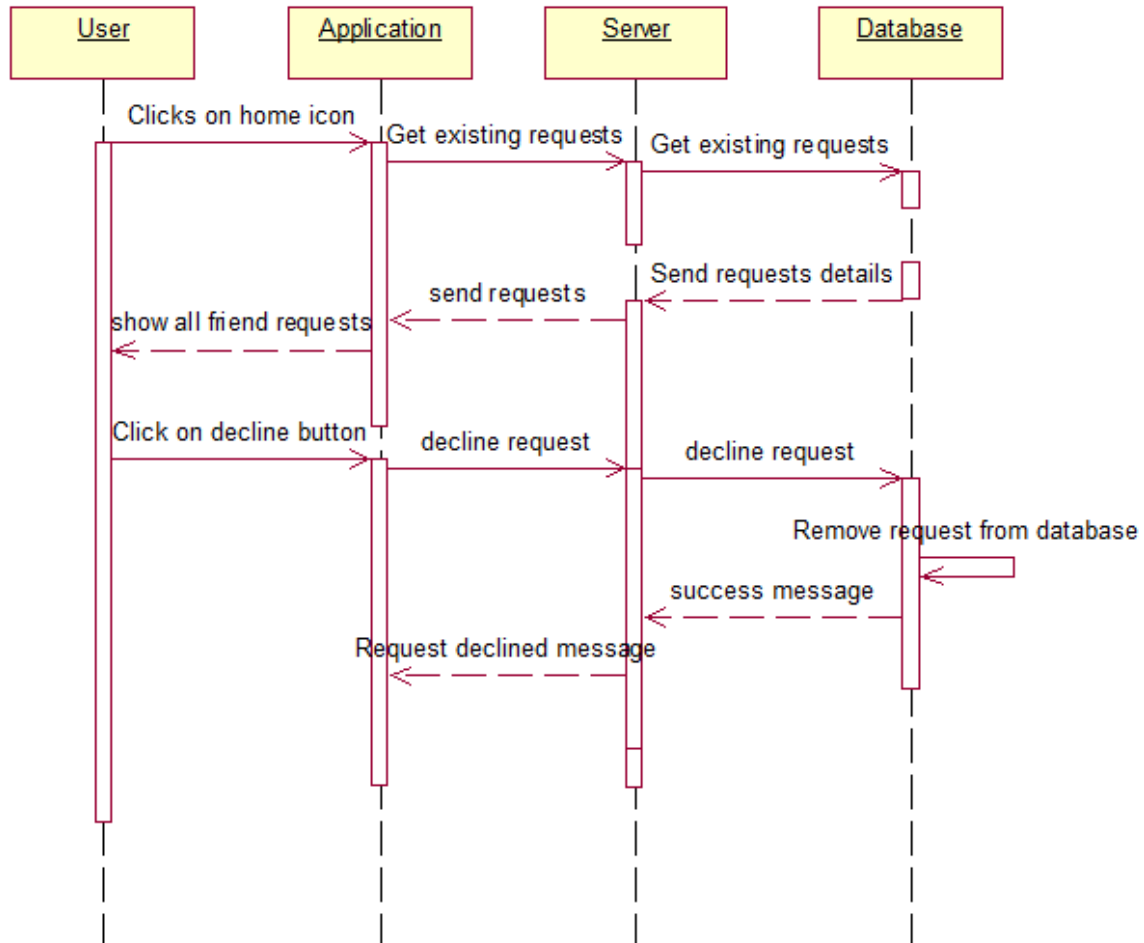 User
Application
Server
Database
Clicks on home icon
Get existing requests
Get existing requests
Send requests details
send requests
show all friend requests
Click on decline button
decline request
decline request
Remove request from database
success message
Request declined message